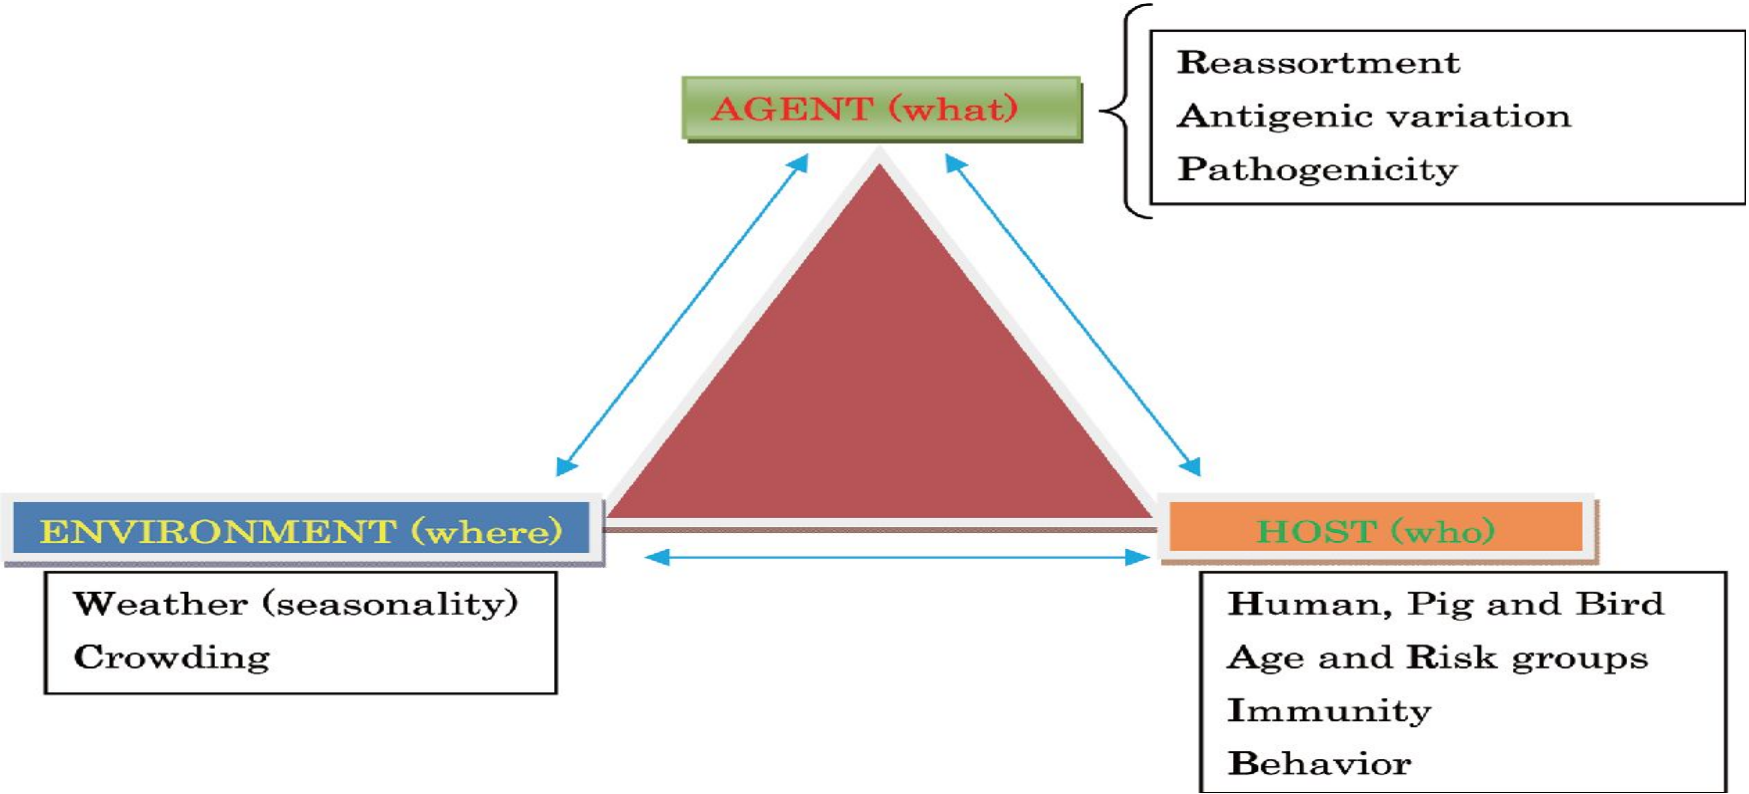 AGENT (what)
Reassortment
Antigenic variation
Pathogenicity
ENVIRONMENT (where)
Weather (seasonality)
Crowding
HOST (who)
Human, Pig and Bird
Age and Risk groups
Immunity
Behavior